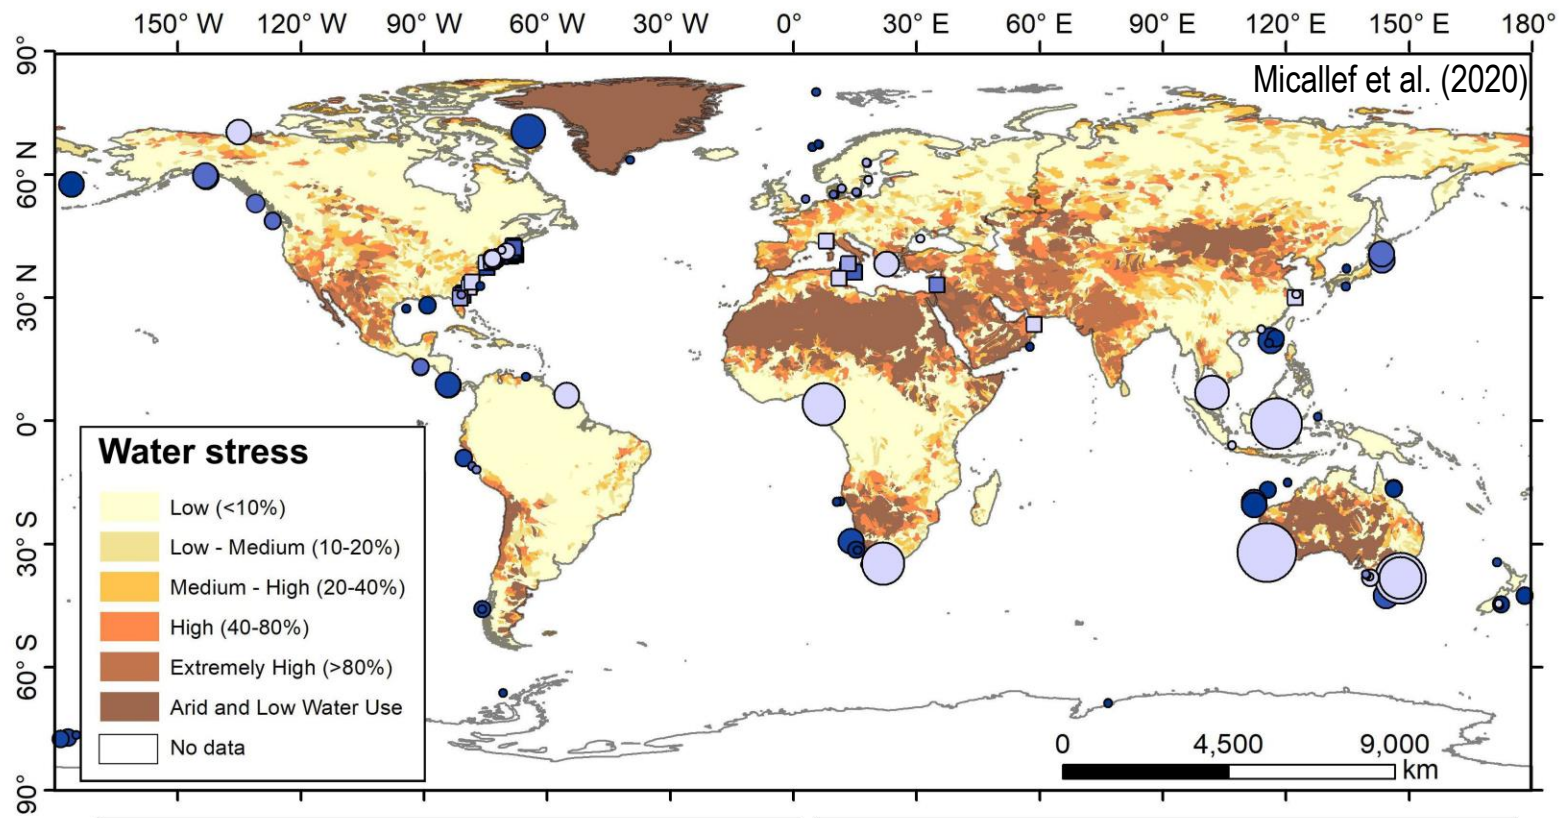 150° W 120° W 90° W 60° W 30° W 0° 30° E 60° E 90° E 120° E 150° E 180°
Micallef et al. (2020)
90°
60° N
30° N
0°
30° S
60° S
90°
Water stress
Low (<10%)
Low - Medium (10-20%)
Medium - High (20-40%)
High (40-80%)
Extremely High (>80%)
Arid and Low Water Use
No data
0 4,500 9,000
km